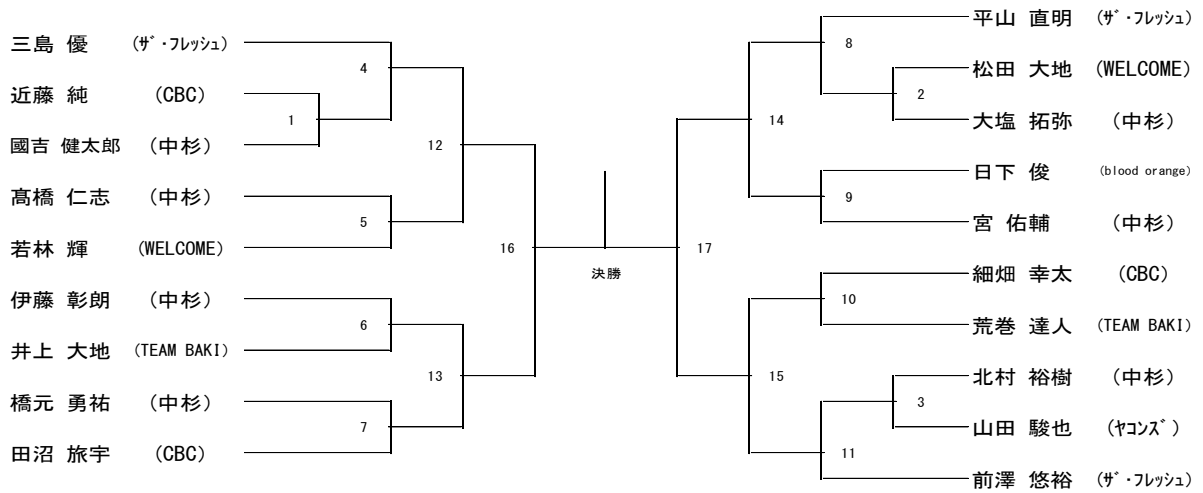 三島 優 (ｻﾞ・ﾌﾚｯｼｭ)
4
近藤 純 (CBC)
1
國吉 健太郎 (中杉)
12
髙橋 仁志 (中杉)
5
若林 輝 (WELCOME)
16
伊藤 彰朗 (中杉)
6
井上 大地 (TEAM BAKI)
13
橋元 勇祐 (中杉)
7
田沼 旅宇 (CBC)
決勝
平山 直明 (ｻﾞ・ﾌﾚｯｼｭ)
8
松田 大地 (WELCOME)
2
大塩 拓弥 (中杉)
14
日下 俊 (blood orange)
9
宮 佑輔 (中杉)
17
細畑 幸太 (CBC)
10
荒巻 達人 (TEAM BAKI)
15
北村 裕樹 (中杉)
3
山田 駿也 (ﾔｺﾝｽﾞ)
11
前澤 悠裕 (ｻﾞ・ﾌﾚｯｼｭ)